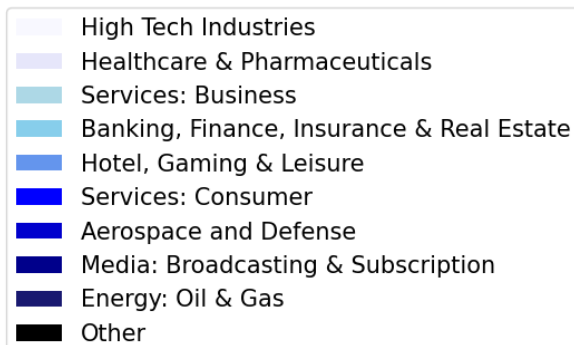 High Tech Industries
Healthcare & Pharmaceuticals
Services: Business
Banking, Finance, Insurance & Real Estate
Hotel, Gaming & Leisure
Services: Consumer
Aerospace and Defense
Media: Broadcasting & Subscription
Energy: Oil & Gas
Other